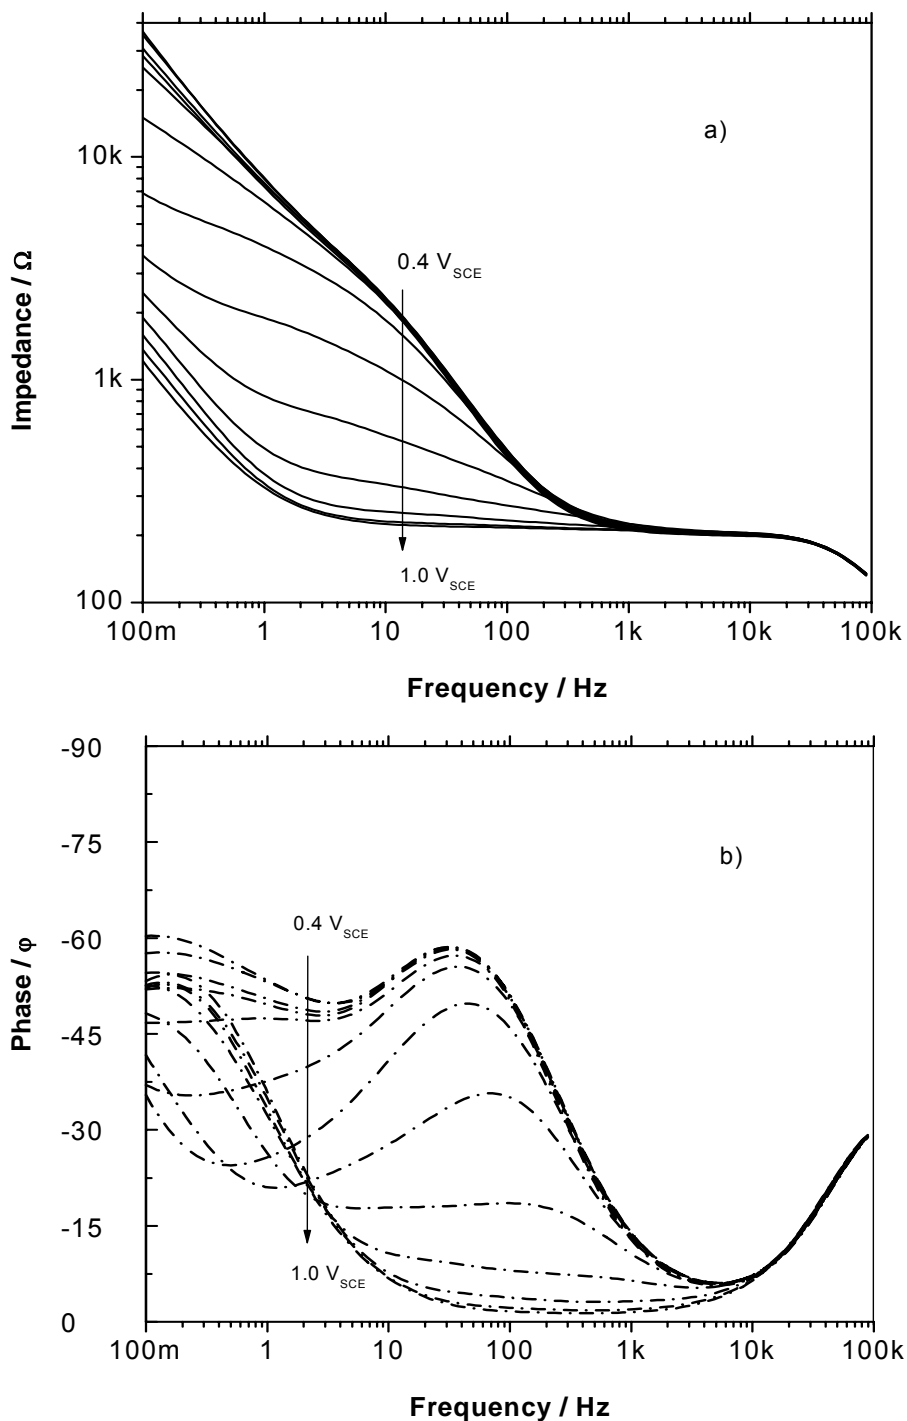 a)
10k
1k
100
Impedance / Ω
0.4 V_SCE
1.0 V_SCE
100m 1 10 100 1k 10k 100k
Frequency / Hz
b)
-90
-75
-60
-45
-30
-15
0
Phase / φ
0.4 V_SCE
1.0 V_SCE
100m 1 10 100 1k 10k 100k
Frequency / Hz